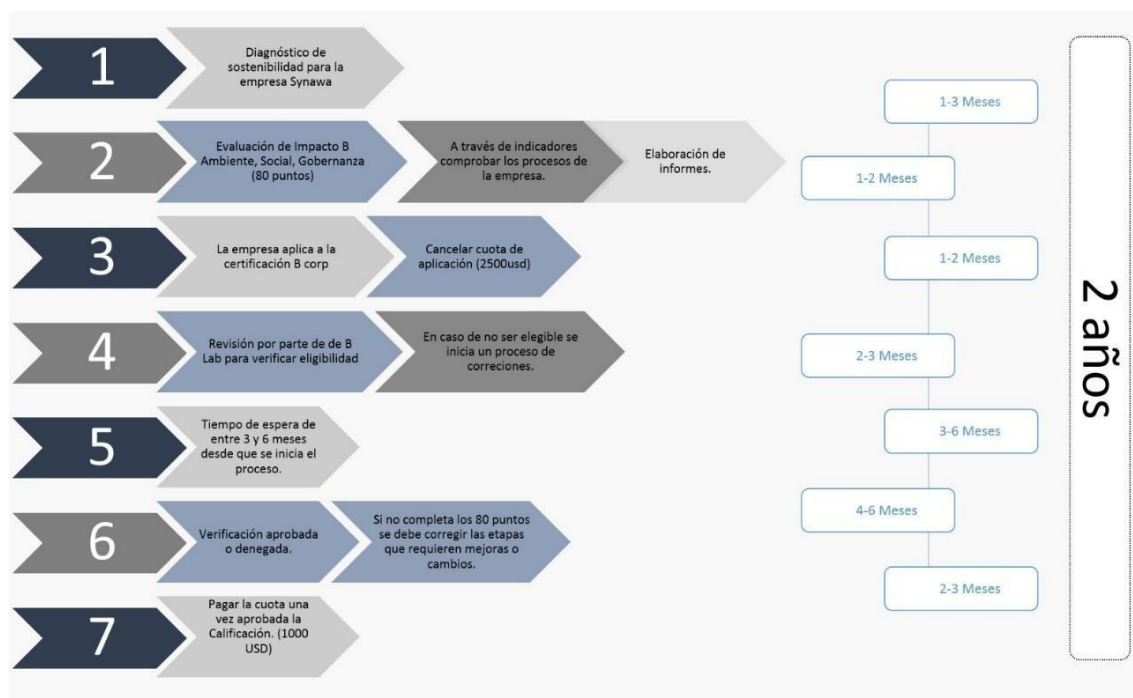 1
Diagnóstico de
sostenibilidad para la
empresa Synawa
1-3 Meses
2
Evaluación de Impacto B
Ambiente, Social, Gobernanza
(80 puntos)
A través de indicadores
comprobar los procesos de
la empresa.
Elaboración de
informes.
1-2 Meses
3
La empresa aplica a la
certificación B corp
Cancelar cuota de
aplicación (2500usd)
1-2 Meses
4
Revisión por parte de de B
Lab para verificar eligibilidad
En caso de no ser elegible se
inicia un proceso de
correciones.
2-3 Meses
5
Tiempo de espera de
entre 3 y 6 meses
desde que se inicia el
proceso.
3-6 Meses
6
Verificación aprobada
o denegada.
Si no completa los 80 puntos
se debe corregir las etapas
que requieren mejoras o
cambios.
4-6 Meses
7
Pagar la cuota una
vez aprobada la
Calificación. (1000
USD)
2-3 Meses
2 años